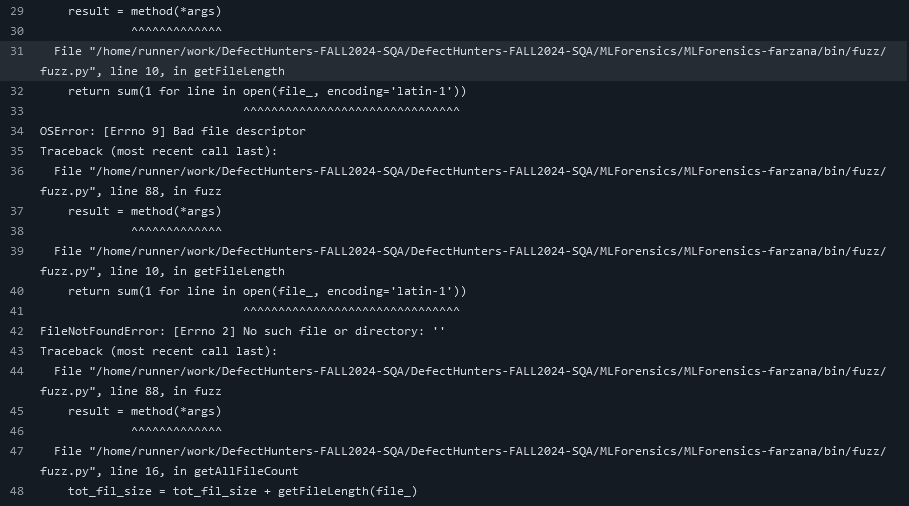 29 result = method(*args)
30 ^^^^^^^^^^^^^
31 File "/home/runner/work/DefectHunters-FALL2024-SQA/DefectHunters-FALL2024-SQA/MLForensics/MLForensics-farzana/bin/fuzz/
fuzz.py", line 10, in getFileLength
32 return sum(1 for line in open(file_, encoding='latin-1'))
33 ^^^^^^^^^^^^^^^^^^^^^^^^^^^^^^^
34 OSError: [Errno 9] Bad file descriptor
35 Traceback (most recent call last):
36 File "/home/runner/work/DefectHunters-FALL2024-SQA/DefectHunters-FALL2024-SQA/MLForensics/MLForensics-farzana/bin/fuzz/
fuzz.py", line 88, in fuzz
37 result = method(*args)
38 ^^^^^^^^^^^^^
39 File "/home/runner/work/DefectHunters-FALL2024-SQA/DefectHunters-FALL2024-SQA/MLForensics/MLForensics-farzana/bin/fuzz/
fuzz.py", line 10, in getFileLength
40 return sum(1 for line in open(file_, encoding='latin-1'))
41 ^^^^^^^^^^^^^^^^^^^^^^^^^^^^^^^
42 FileNotFoundError: [Errno 2] No such file or directory: ''
43 Traceback (most recent call last):
44 File "/home/runner/work/DefectHunters-FALL2024-SQA/DefectHunters-FALL2024-SQA/MLForensics/MLForensics-farzana/bin/fuzz/
fuzz.py", line 88, in fuzz
45 result = method(*args)
46 ^^^^^^^^^^^^^
47 File "/home/runner/work/DefectHunters-FALL2024-SQA/DefectHunters-FALL2024-SQA/MLForensics/MLForensics-farzana/bin/fuzz/
fuzz.py", line 16, in getAllFileCount
48 tot_fil_size = tot_fil_size + getFileLength(file_)